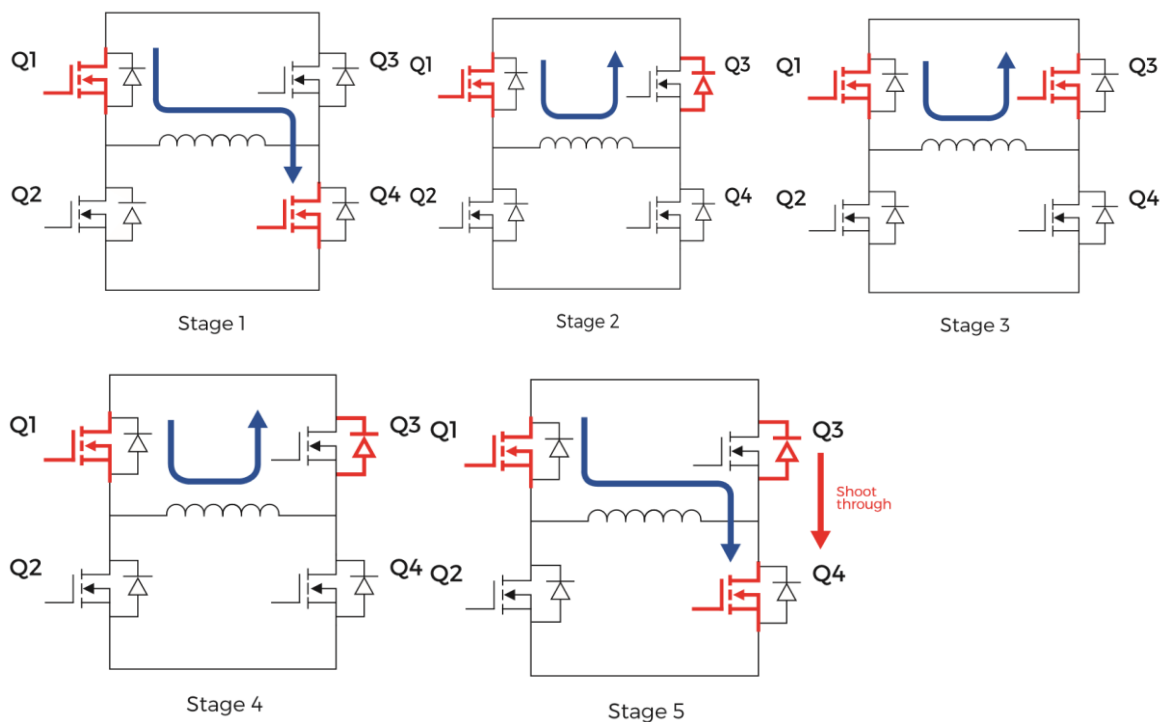 Q1
Q3
Q2
Q4
Stage 1
Q1
Q3
Q2
Q4
Stage 2
Q1
Q3
Q2
Q4
Stage 3
Q1
Q3
Q2
Q4
Stage 4
Q1
Q3
Shoot
through
Q2
Q4
Stage 5